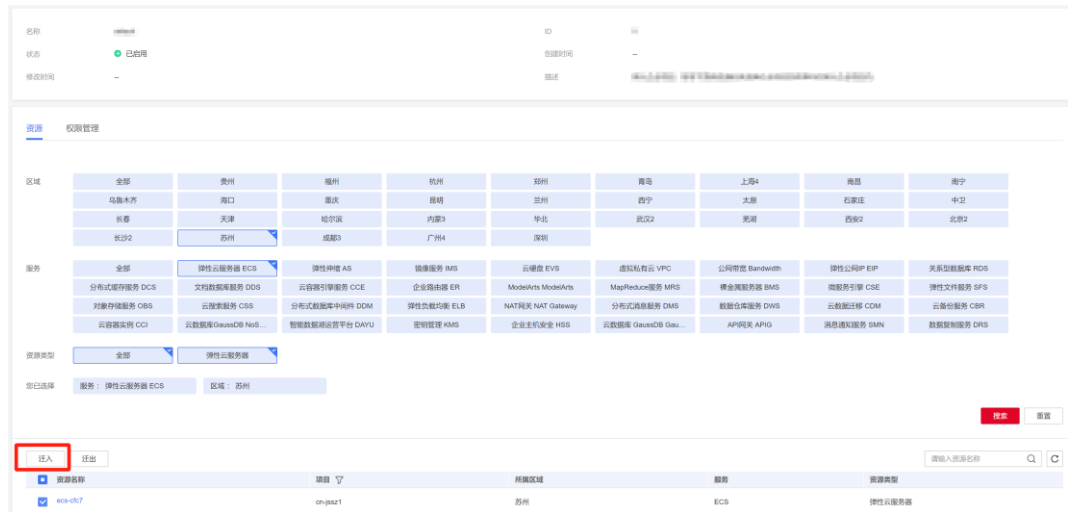 名称 ID
状态 已启用 创建时间 --
修改时间 -- 描述
资源 权限管理
区域 全部 贵州 福州 杭州 郑州 青岛 上海4 南昌 南宁
乌鲁木齐 海口 重庆 昆明 兰州 西宁 太原 石家庄 中卫
长春 天津 哈尔滨 内蒙3 华北 武汉2 芜湖 西安2 北京2
长沙2 苏州 成都3 广州4 深圳
服务 全部 弹性云服务器 ECS 弹性伸缩 AS 镜像服务 IMS 云硬盘 EVS 虚拟私有云 VPC 公网带宽 Bandwidth 弹性公网IP EIP 关系型数据库 RDS
分布式缓存服务 DCS 文档数据库服务 DDS 云容器引擎服务 CCE 企业路由器 ER ModelArts ModelArts MapReduce服务 MRS 裸金属服务器 BMS 微服务引擎 CSE 弹性文件服务 SFS
对象存储服务 OBS 云搜索服务 CSS 分布式数据库中间件 DDM 弹性负载均衡 ELB NAT网关 NAT Gateway 分布式消息服务 DMS 数据仓库服务 DWS 云数据迁移 CDM 云备份服务 CBR
云容器实例 CCI 云数据库GaussDB NoS... 智能数据湖运营平台 DAYU 密钥管理 KMS 企业主机安全 HSS 云数据库 GaussDB Gau... API网关 APIG 消息通知服务 SMN 数据复制服务 DRS
资源类型 全部 弹性云服务器
您已选择 服务： 弹性云服务器 ECS 区域： 苏州
搜索 重置
迁入 迁出 请输入资源名称
资源名称 项目 所属区域 服务 资源类型
ecs-cfc7 cn-jssz1 苏州 ECS 弹性云服务器